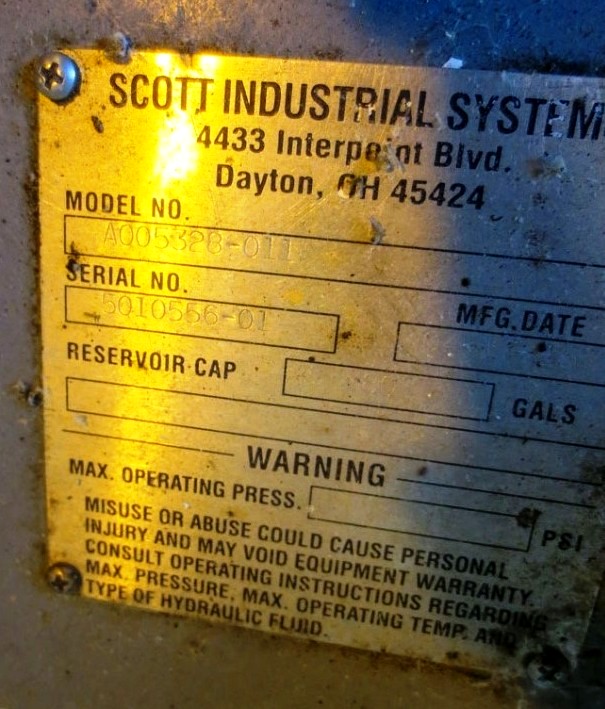 SCOTT INDUSTRIAL SYSTEM
4433 Interpoint Blvd.
Dayton, OH 45424
MODEL NO.
A005328-011
SERIAL NO.
5010556-01
MFG. DATE
RESERVOIR CAP
GALS
WARNING
MAX. OPERATING PRESS.
PSI
MISUSE OR ABUSE COULD CAUSE PERSONAL
INJURY AND MAY VOID EQUIPMENT WARRANTY.
CONSULT OPERATING INSTRUCTIONS REGARDING
MAX. PRESSURE, MAX. OPERATING TEMP. AND
TYPE OF HYDRAULIC FLUID.